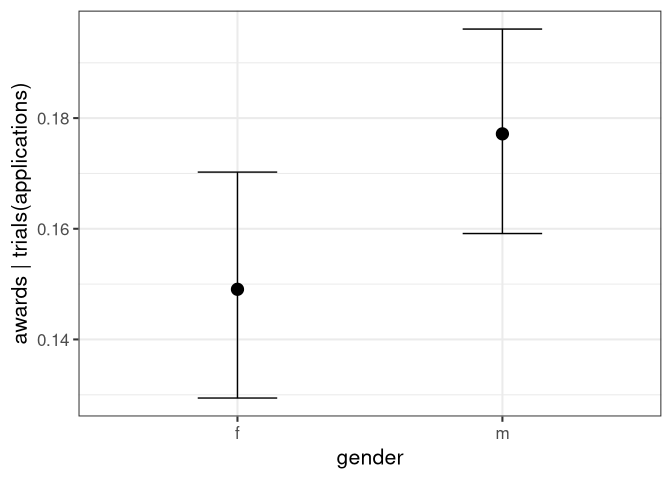 awards | trials(applications)
0.18
0.16
0.14
f
m
gender